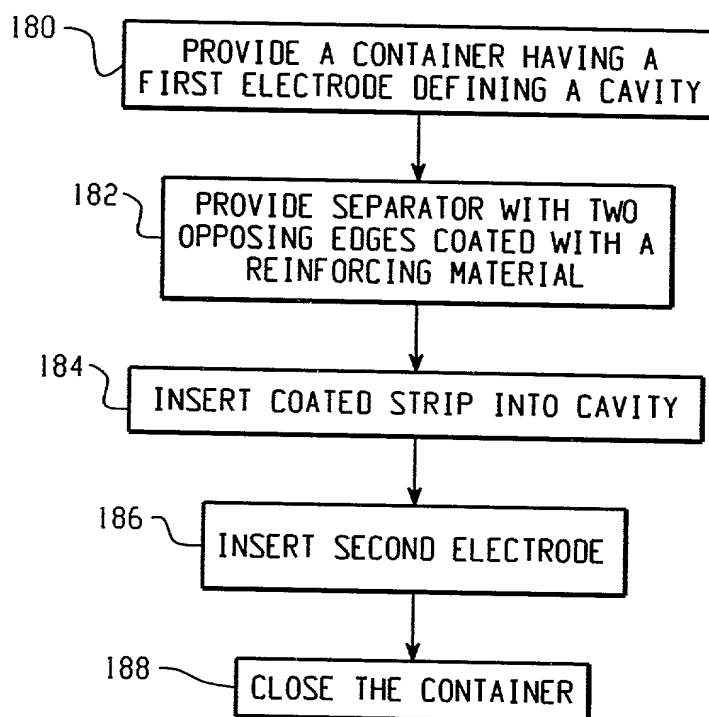 180
PROVIDE A CONTAINER HAVING A
FIRST ELECTRODE DEFINING A CAVITY
182
PROVIDE SEPARATOR WITH TWO
OPPOSING EDGES COATED WITH A
REINFORCING MATERIAL
184
INSERT COATED STRIP INTO CAVITY
186
INSERT SECOND ELECTRODE
188
CLOSE THE CONTAINER